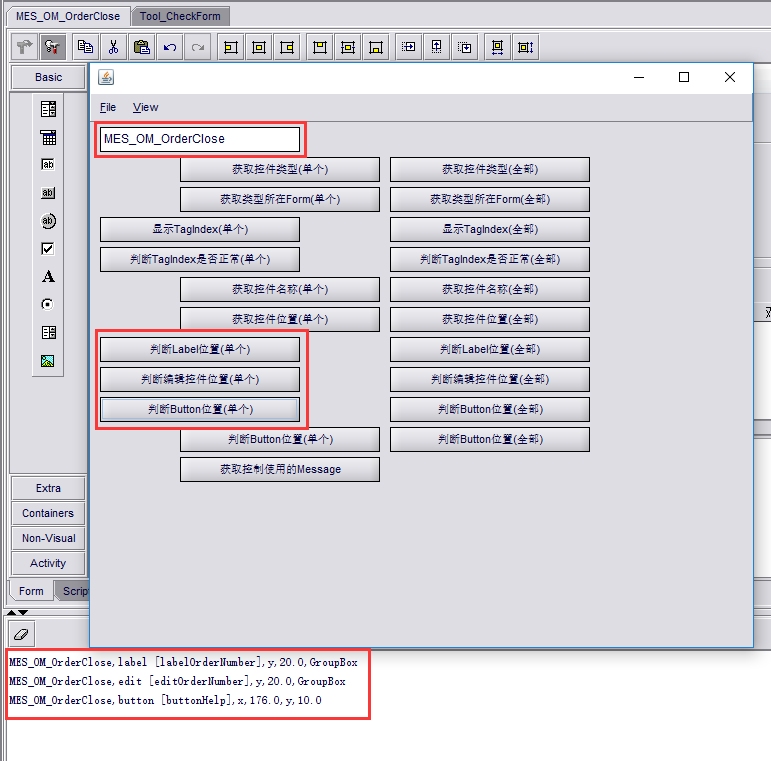 MES_OM_OrderClose Tool_CheckForm
Basic
File View
MES_OM_OrderClose
获取控件类型(单个) 获取控件类型(全部)
获取类型所在Form(单个) 获取类型所在Form(全部)
显示TagIndex(单个) 显示TagIndex(全部)
判断TagIndex是否正常(单个) 判断TagIndex是否正常(全部)
获取控件名称(单个) 获取控件名称(全部)
获取控件位置(单个) 获取控件位置(全部)
判断Label位置(单个) 判断Label位置(全部)
判断编辑控件位置(单个) 判断编辑控件位置(全部)
判断Button位置(单个) 判断Button位置(全部)
判断Button位置(单个) 判断Button位置(全部)
获取控制使用的Message
Extra
Containers
Non-Visual
Activity
Form Scrip
MES_OM_OrderClose,label [labelOrderNumber],y,20.0,GroupBox
MES_OM_OrderClose,edit [editOrderNumber],y,20.0,GroupBox
MES_OM_OrderClose,button [buttonHelp],x,176.0,y,10.0